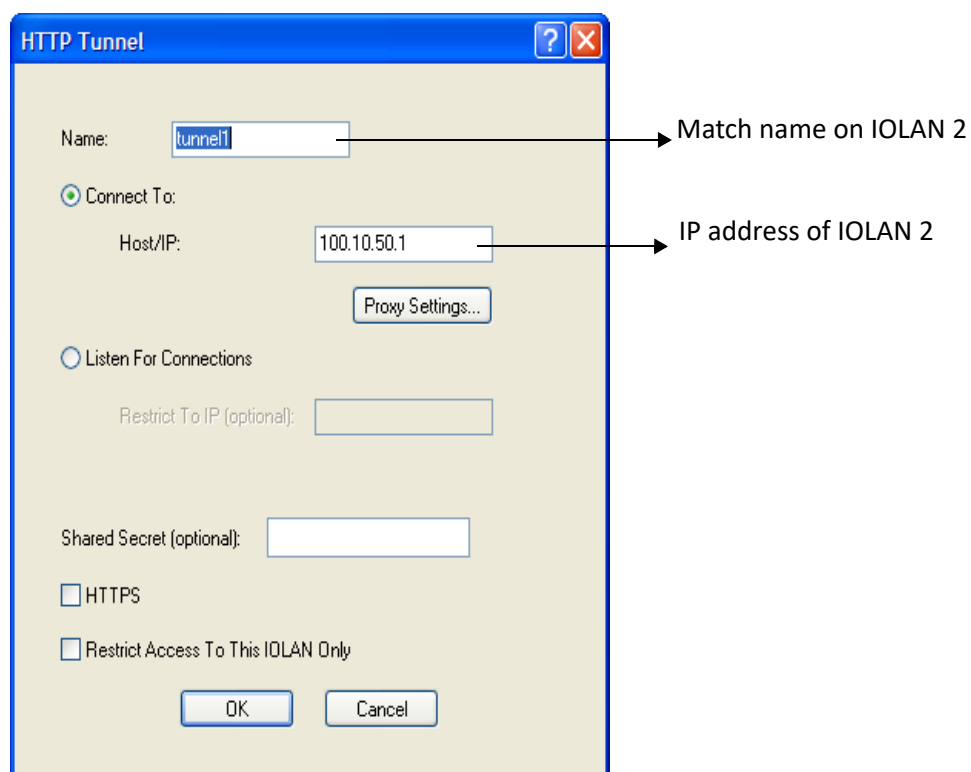 HTTP Tunnel
Name: tunnel1 Match name on IOLAN 2
Connect To:
Host/IP: 100.10.50.1 IP address of IOLAN 2
Proxy Settings...
Listen For Connections
Restrict To IP (optional):
Shared Secret (optional):
HTTPS
Restrict Access To This IOLAN Only
OK Cancel